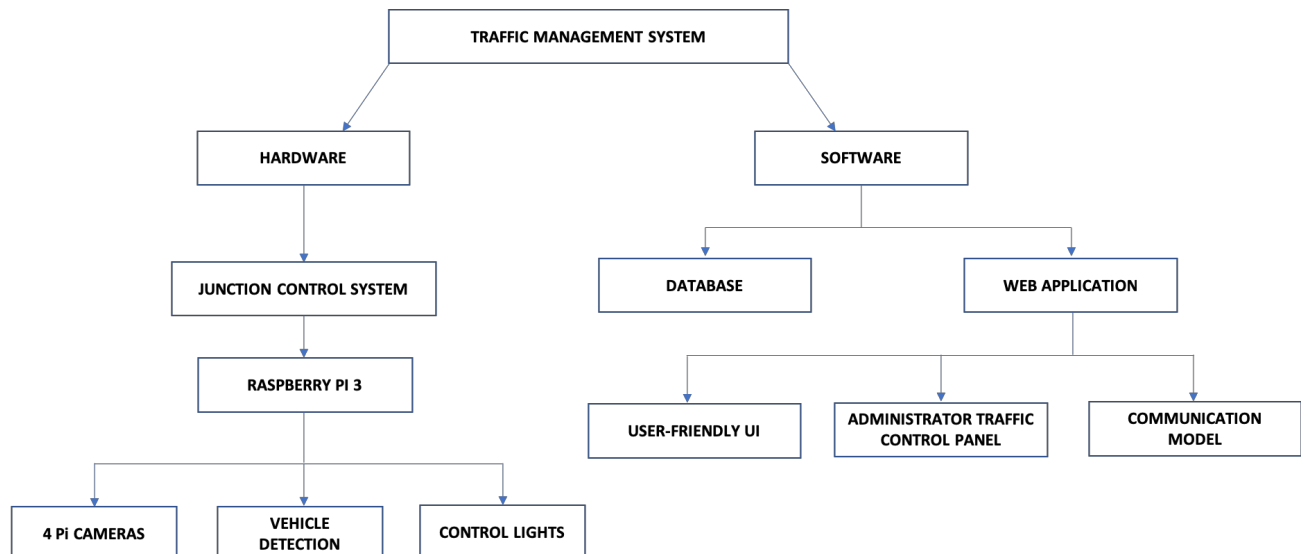 TRAFFIC MANAGEMENT SYSTEM
HARDWARE
SOFTWARE
JUNCTION CONTROL SYSTEM
DATABASE
WEB APPLICATION
RASPBERRY PI 3
USER-FRIENDLY UI
ADMINISTRATOR TRAFFIC
CONTROL PANEL
COMMUNICATION
MODEL
4 Pi CAMERAS
VEHICLE
DETECTION
CONTROL LIGHTS